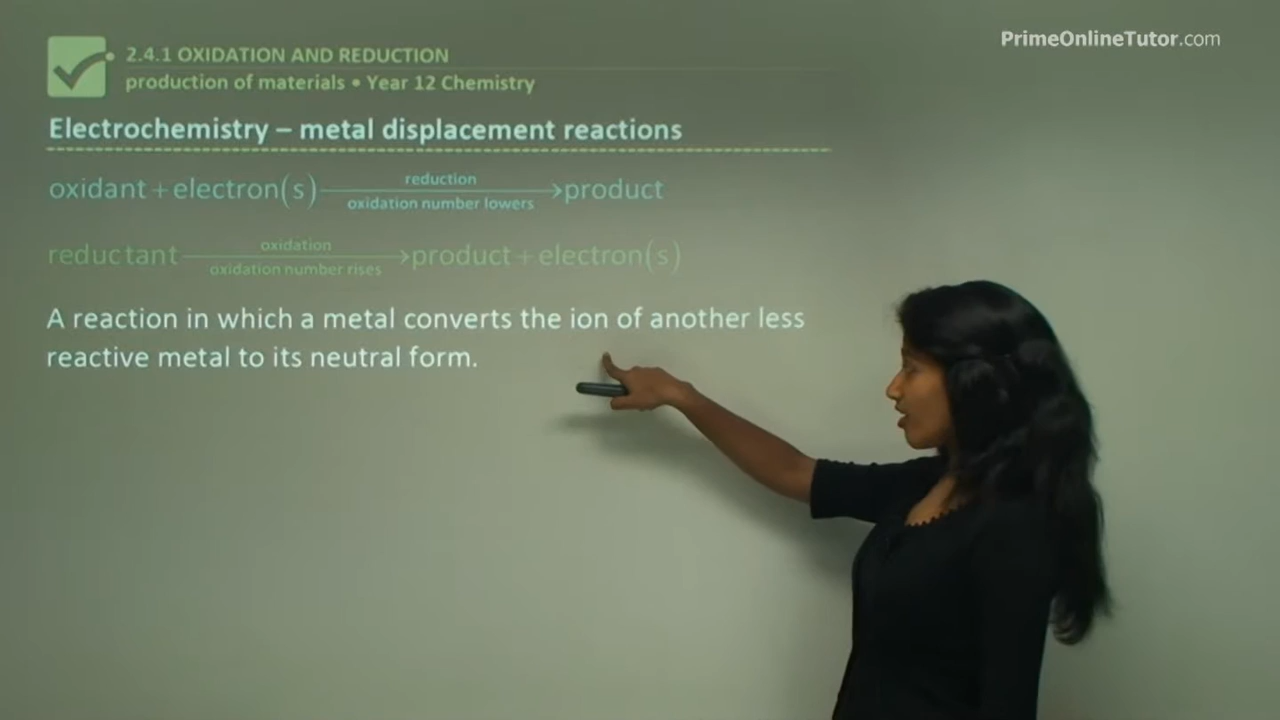 PrimeOnlineTutor.com
2.4.1 OXIDATION AND REDUCTION
production of materials • Year 12 Chemistry
Electrochemistry – metal displacement reactions
oxidant + electron(s) reduction → product
oxidation number lowers
reductant oxidation → product + electron(s)
oxidation number rises
A reaction in which a metal converts the ion of another less
reactive metal to its neutral form.